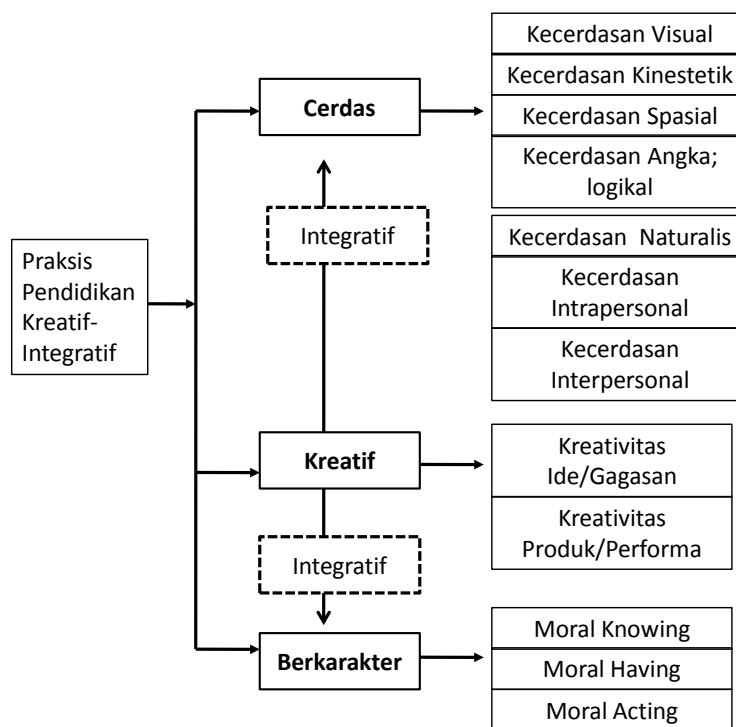 Praksis
Pendidikan
Kreatif-
Integratif
Cerdas
Integratif
Kreatif
Integratif
Berkarakter
Kecerdasan Visual
Kecerdasan Kinestetik
Kecerdasan Spasial
Kecerdasan Angka;
logikal
Kecerdasan Naturalis
Kecerdasan
Intrapersonal
Kecerdasan
Interpersonal
Kreativitas
Ide/Gagasan
Kreativitas
Produk/Performa
Moral Knowing
Moral Having
Moral Acting